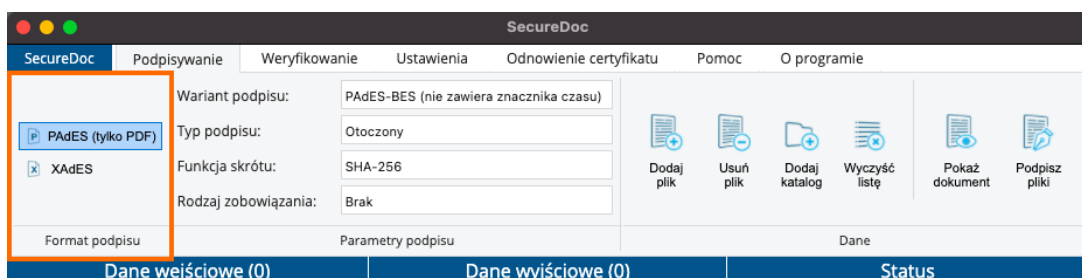 SecureDoc
SecureDoc Podpisywanie Weryfikowanie Ustawienia Odnowienie certyfikatu Pomoc O programie
PAdES (tylko PDF)
XAdES
Format podpisu
Wariant podpisu: PAdES-BES (nie zawiera znacznika czasu)
Typ podpisu: Otoczony
Funkcja skrótu: SHA-256
Rodzaj zobowiązania: Brak
Parametry podpisu
Dodaj
plik
Usuń
plik
Dodaj
katalog
Wyczyść
listę
Pokaż
dokument
Podpisz
pliki
Dane
Dane wejściowe (0) Dane wyjściowe (0) Status